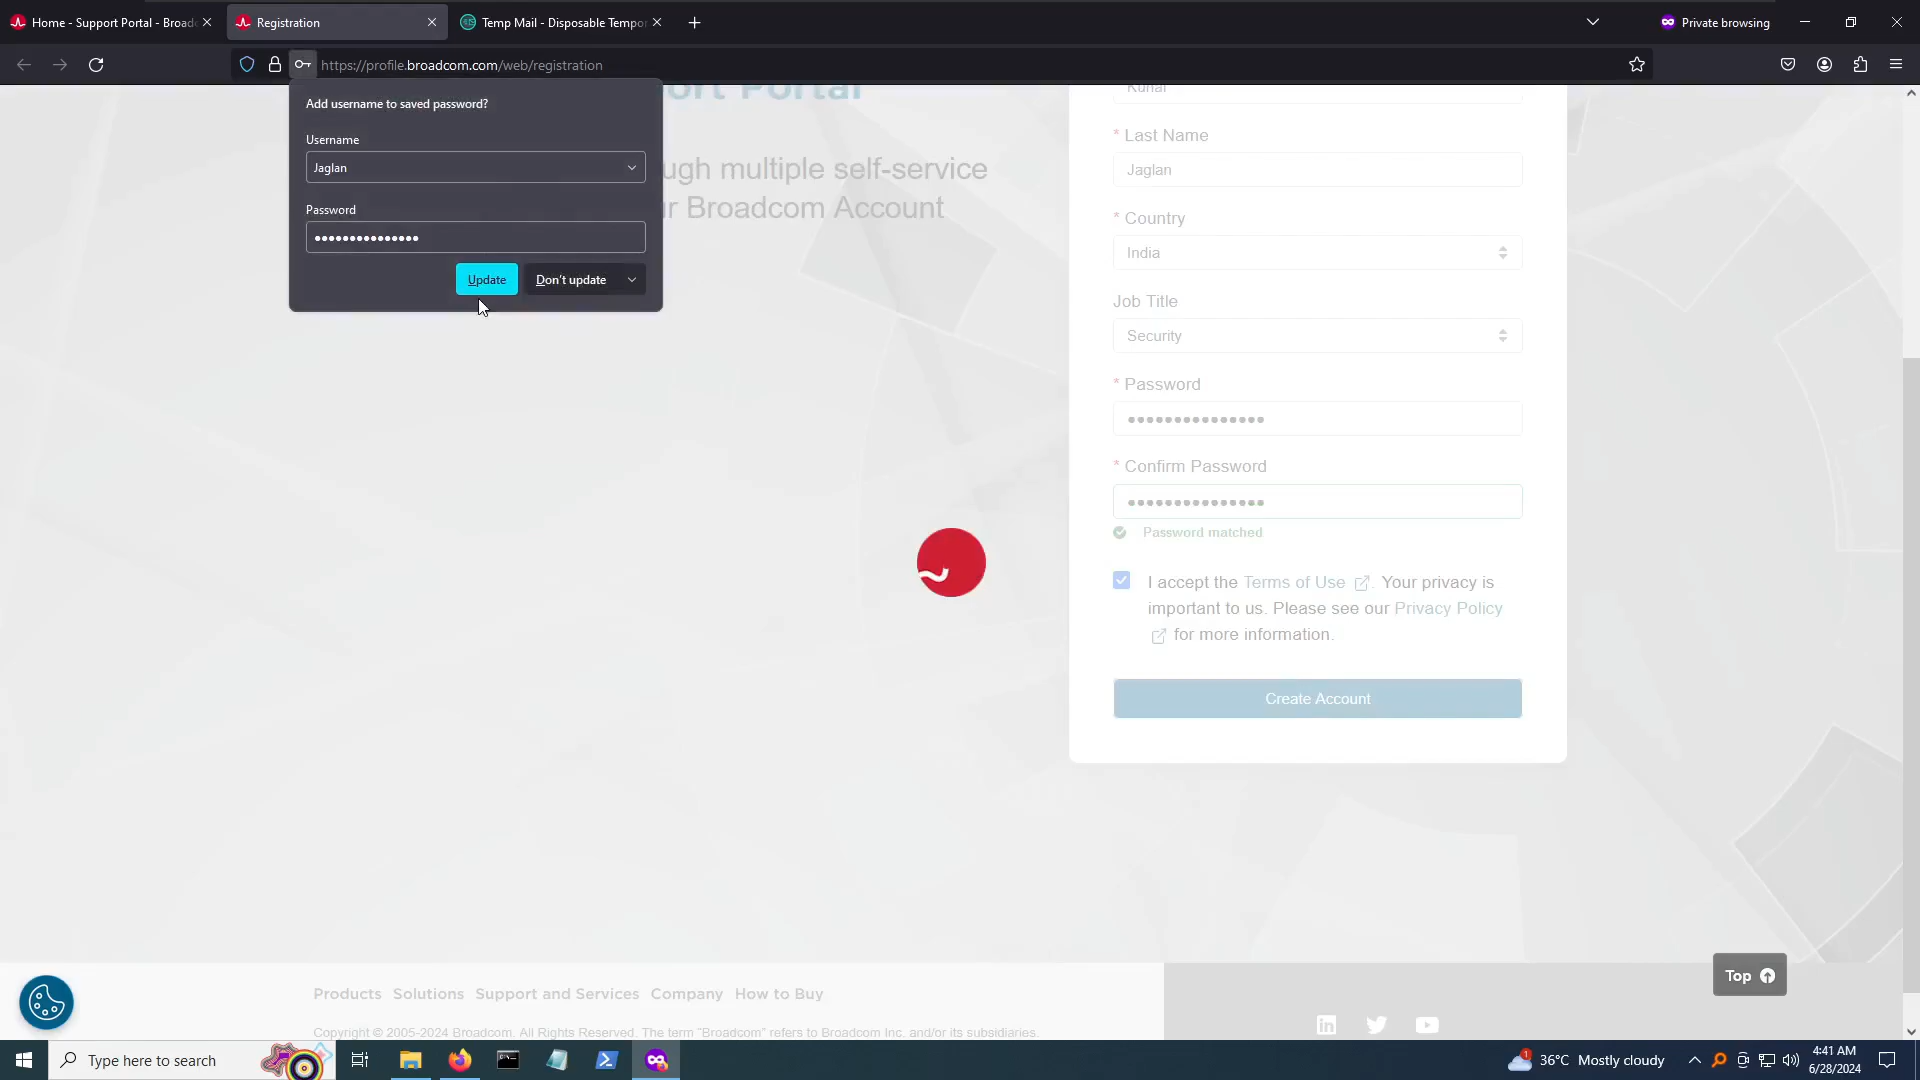 Home - Support Portal - Broadc
Registration
Temp Mail - Disposable Tempor
Private browsing
https://profile.broadcom.com/web/registration
Add username to saved password?
Username
Jaglan
Password
Update
Don't update
ort Portal
ugh multiple self-service
r Broadcom Account
Kunal
* Last Name
Jaglan
* Country
India
Job Title
Security
* Password
* Confirm Password
Password matched
I accept the Terms of Use . Your privacy is
important to us. Please see our Privacy Policy
for more information.
Create Account
Top
Products Solutions Support and Services Company How to Buy
Copyright © 2005-2024 Broadcom. All Rights Reserved. The term “Broadcom” refers to Broadcom Inc. and/or its subsidiaries.
Type here to search
1
36°C Mostly cloudy
4:41 AM
6/28/2024